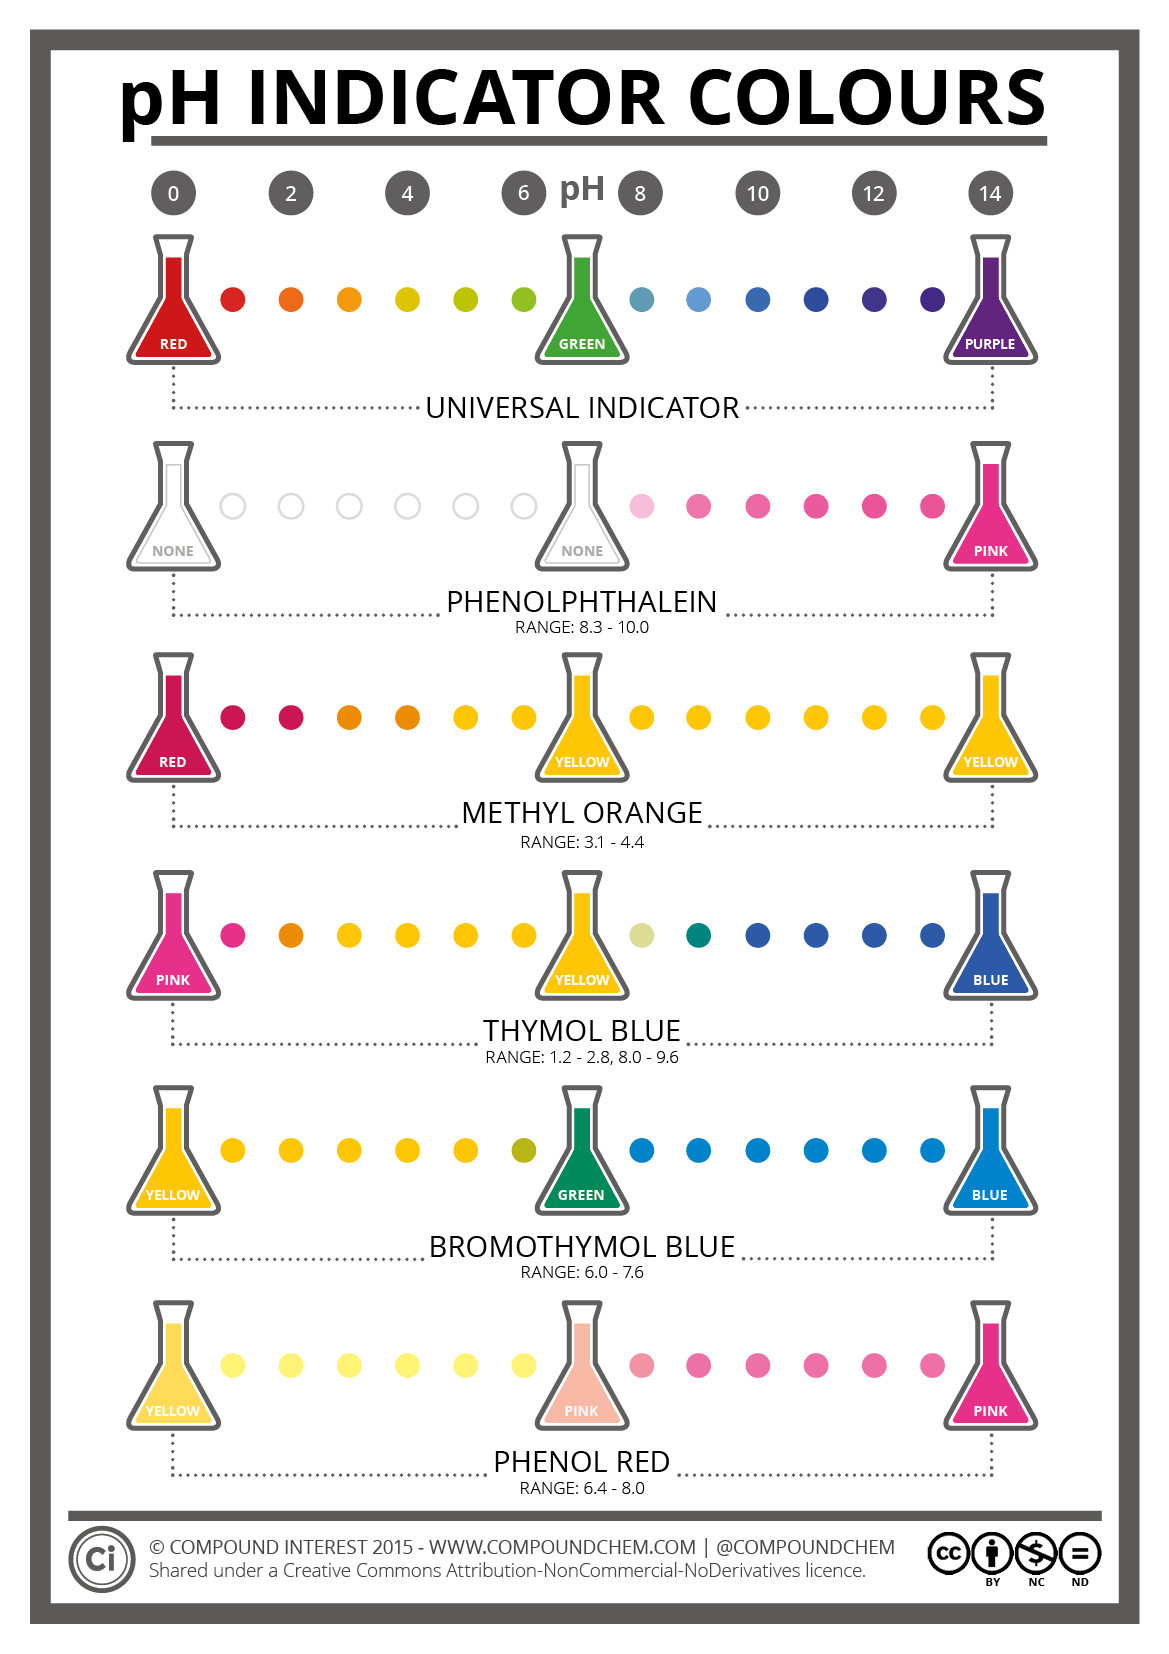 pH INDICATOR COLOURS
0 2 4 6 pH 8 10 12 14
RED GREEN PURPLE
UNIVERSAL INDICATOR
NONE NONE PINK
PHENOLPHTHALEIN
RANGE: 8.3 - 10.0
RED YELLOW YELLOW
METHYL ORANGE
RANGE: 3.1 - 4.4
PINK YELLOW BLUE
THYMOL BLUE
RANGE: 1.2 - 2.8, 8.0 - 9.6
YELLOW GREEN BLUE
BROMOTHYMOL BLUE
RANGE: 6.0 - 7.6
YELLOW PINK PINK
PHENOL RED
RANGE: 6.4 - 8.0
Ci © COMPOUND INTEREST 2015 - WWW.COMPOUNDCHEM.COM | @COMPOUNDCHEM cc
Shared under a Creative Commons Attribution-NonCommercial-NoDerivatives licence.
BY NC ND